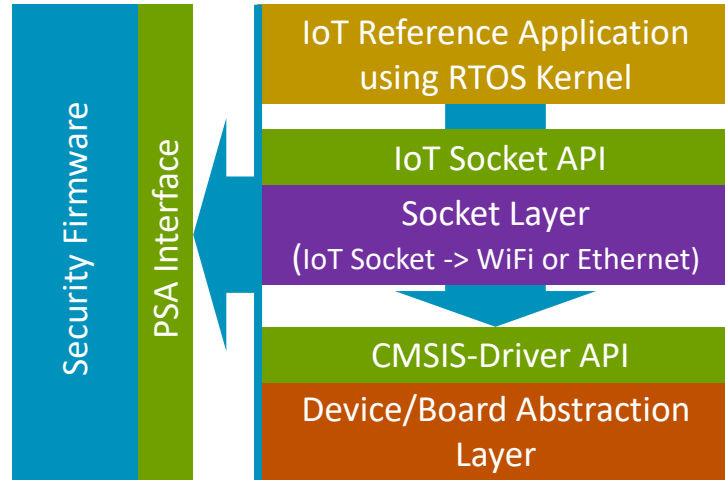 Security Firmware
PSA Interface
IoT Reference Application
using RTOS Kernel
IoT Socket API
Socket Layer
(IoT Socket -> WiFi or Ethernet)
CMSIS-Driver API
Device/Board Abstraction
Layer